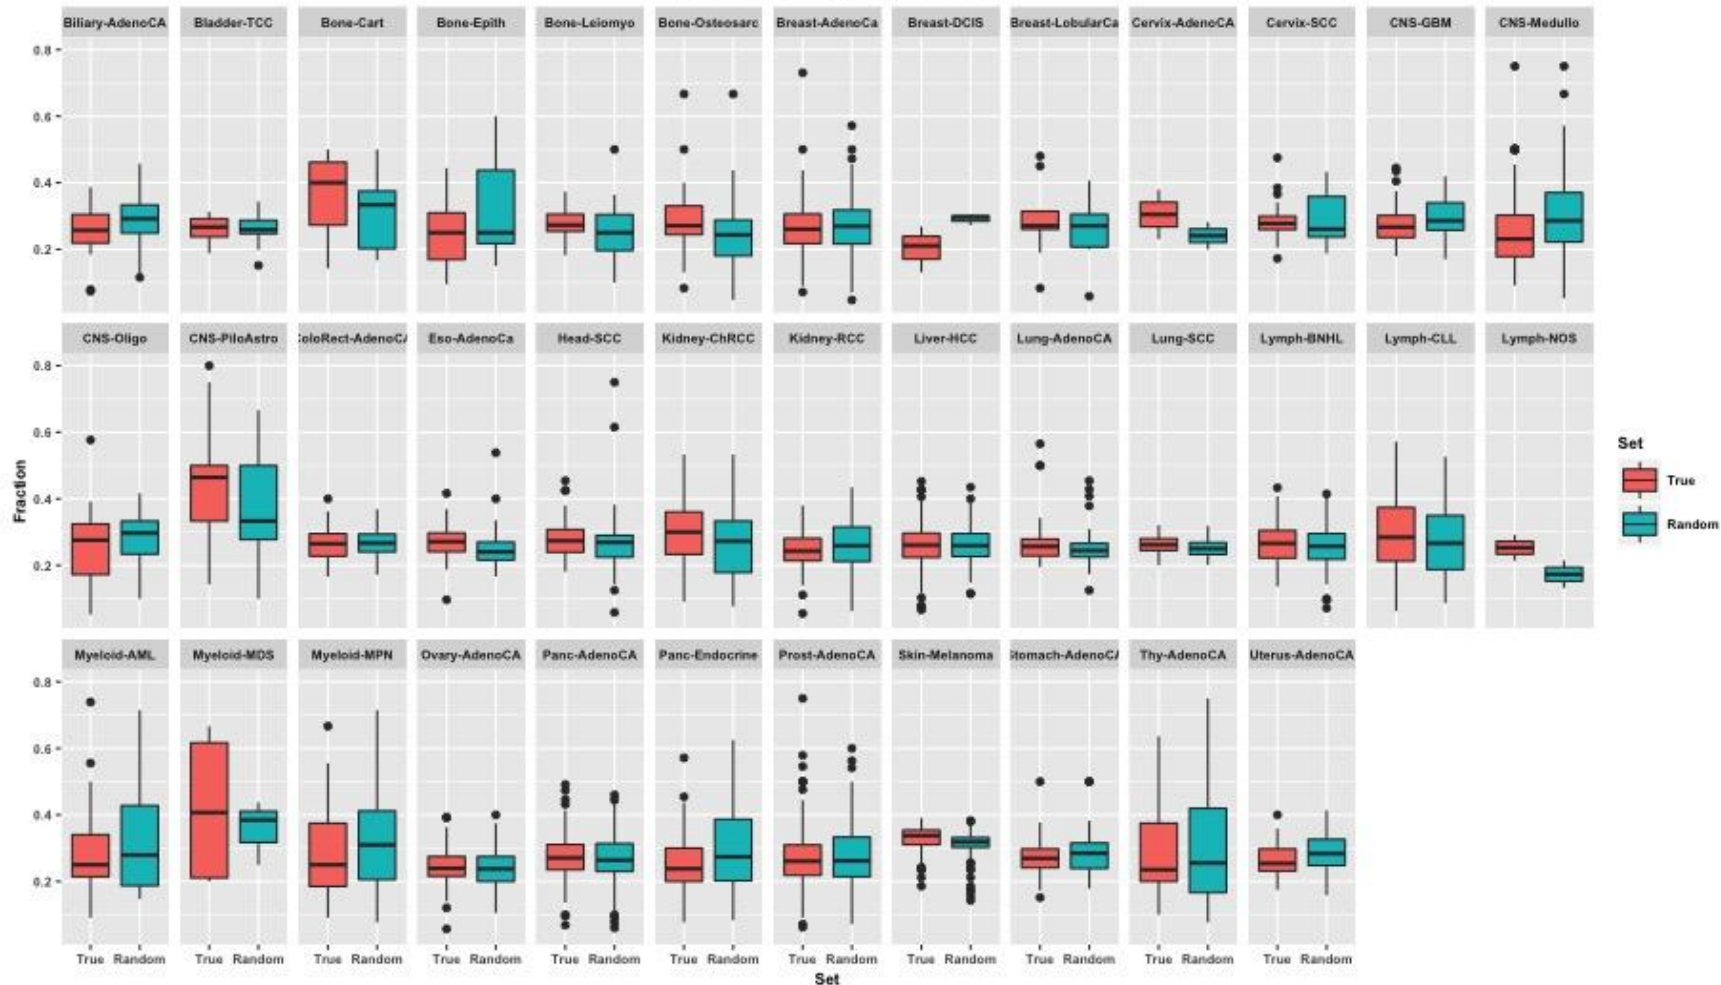 Biliary-AdenoCA Bladder-TCC Bone-Cart Bone-Epith Bone-Leiomyo Bone-Osteosarc Breast-AdenoCa Breast-DCIS Breast-LobularCa Cervix-AdenoCA Cervix-SCC CNS-GBM CNS-Medullo
0.8
0.6
0.4
0.2
CNS-Oligo CNS-PiloAstro ColoRect-AdenoCA Eso-AdenoCa Head-SCC Kidney-ChRCC Kidney-RCC Liver-HCC Lung-AdenoCA Lung-SCC Lymph-BNHL Lymph-CLL Lymph-NOS
0.8
0.6
0.4
0.2
Fraction
Myeloid-AML Myeloid-MDS Myeloid-MPN Ovary-AdenoCA Panc-AdenoCA Panc-Endocrine Prost-AdenoCA Skin-Melanoma Stomach-AdenoCA Thy-AdenoCA Uterus-AdenoCA
0.8
0.6
0.4
0.2
True Random True Random True Random True Random True Random True Random True Random True Random True Random True Random True Random
Set
Set
True
Random